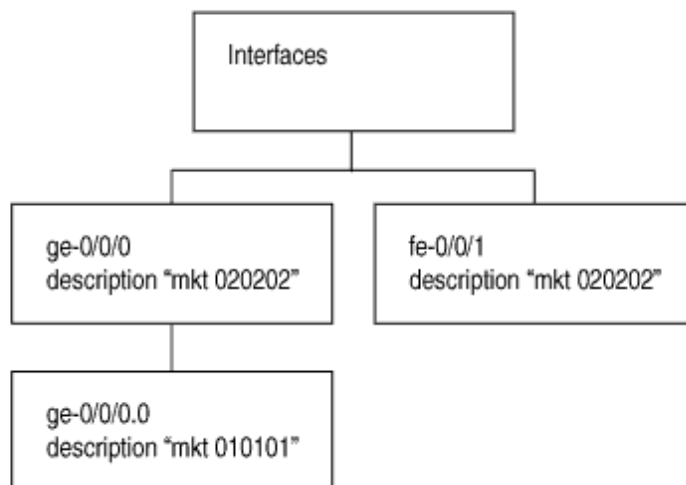 Interfaces
ge-0/0/0
description “mkt 020202”
fe-0/0/1
description “mkt 020202”
ge-0/0/0.0
description “mkt 010101”